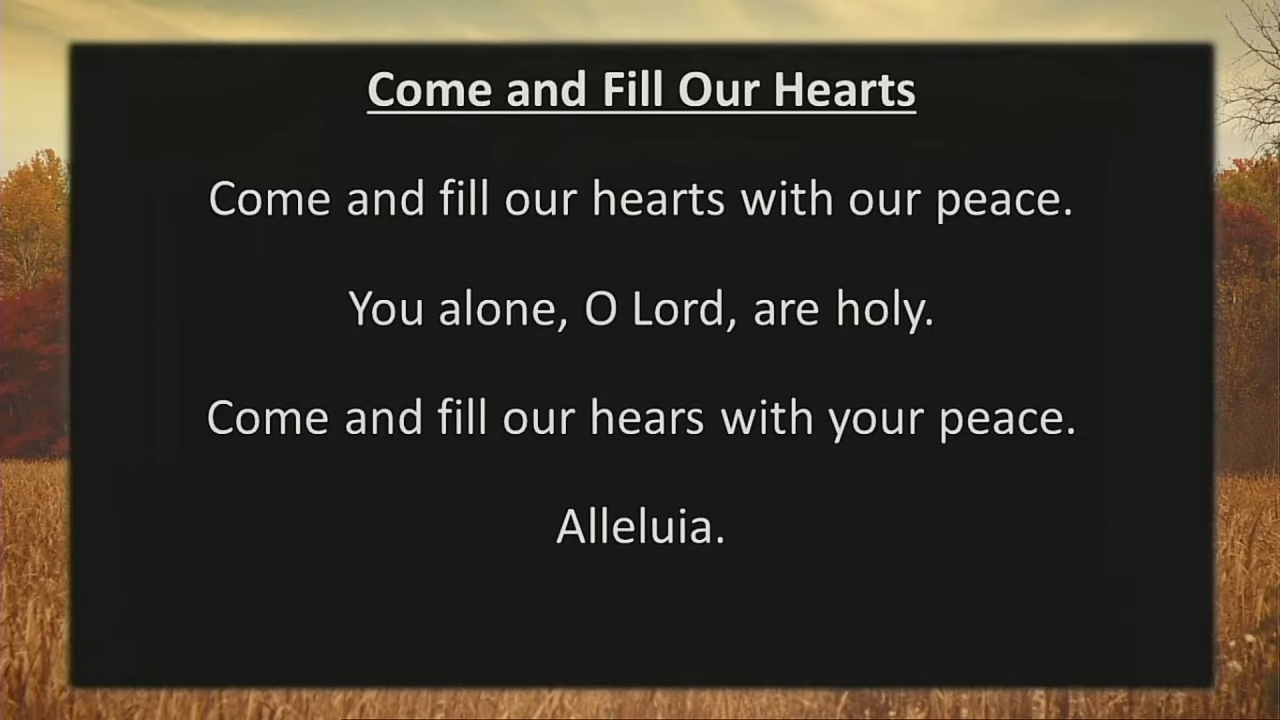 Come and Fill Our Hearts
Come and fill our hearts with our peace.
You alone, O Lord, are holy.
Come and fill our hears with your peace.
Alleluia.